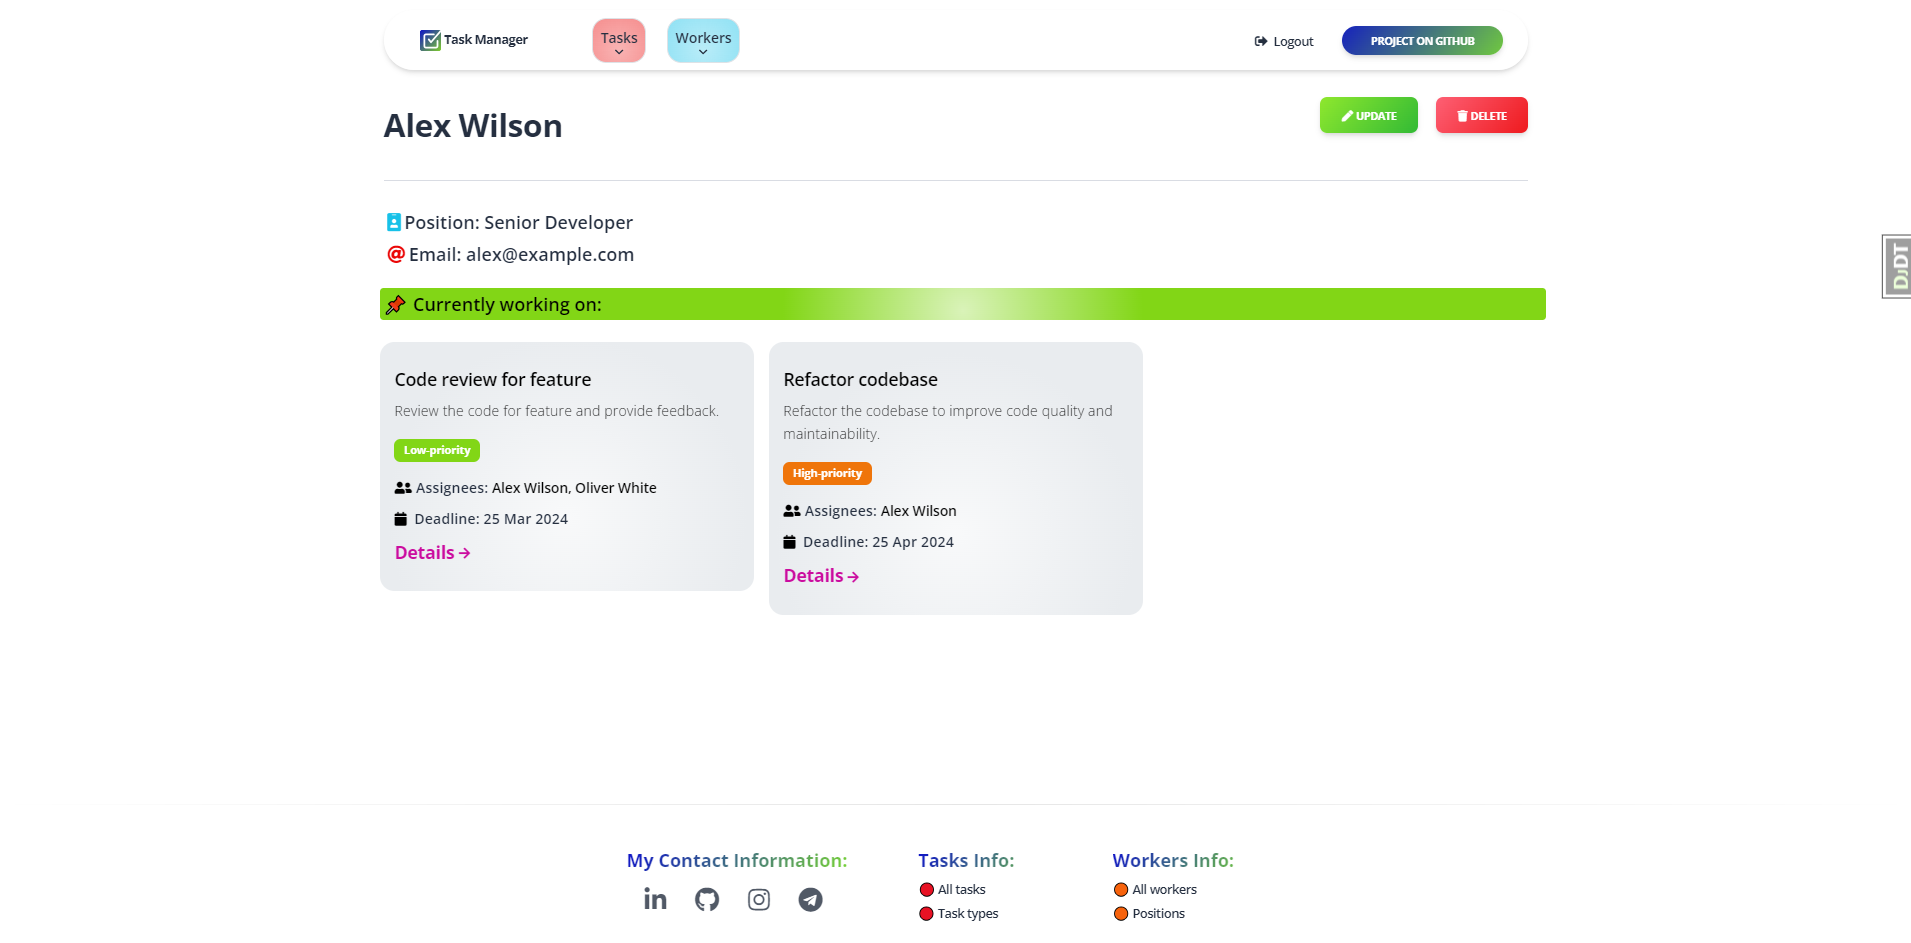 Task Manager
Tasks
Workers
Logout
PROJECT ON GITHUB
Alex Wilson
UPDATE
DELETE
Position: Senior Developer
Email: alex@example.com
DjDT
Currently working on:
Code review for feature
Review the code for feature and provide feedback.
Low-priority
Assignees: Alex Wilson, Oliver White
Deadline: 25 Mar 2024
Details
Refactor codebase
Refactor the codebase to improve code quality and
maintainability.
High-priority
Assignees: Alex Wilson
Deadline: 25 Apr 2024
Details
My Contact Information:
Tasks Info:
All tasks
Task types
Workers Info:
All workers
Positions